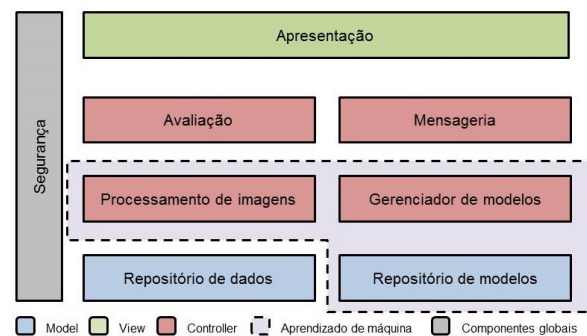 Segurança
Apresentação
Avaliação
Mensageria
Processamento de imagens
Gerenciador de modelos
Repositório de dados
Repositório de modelos
Model View Controller Aprendizado de máquina Componentes globais